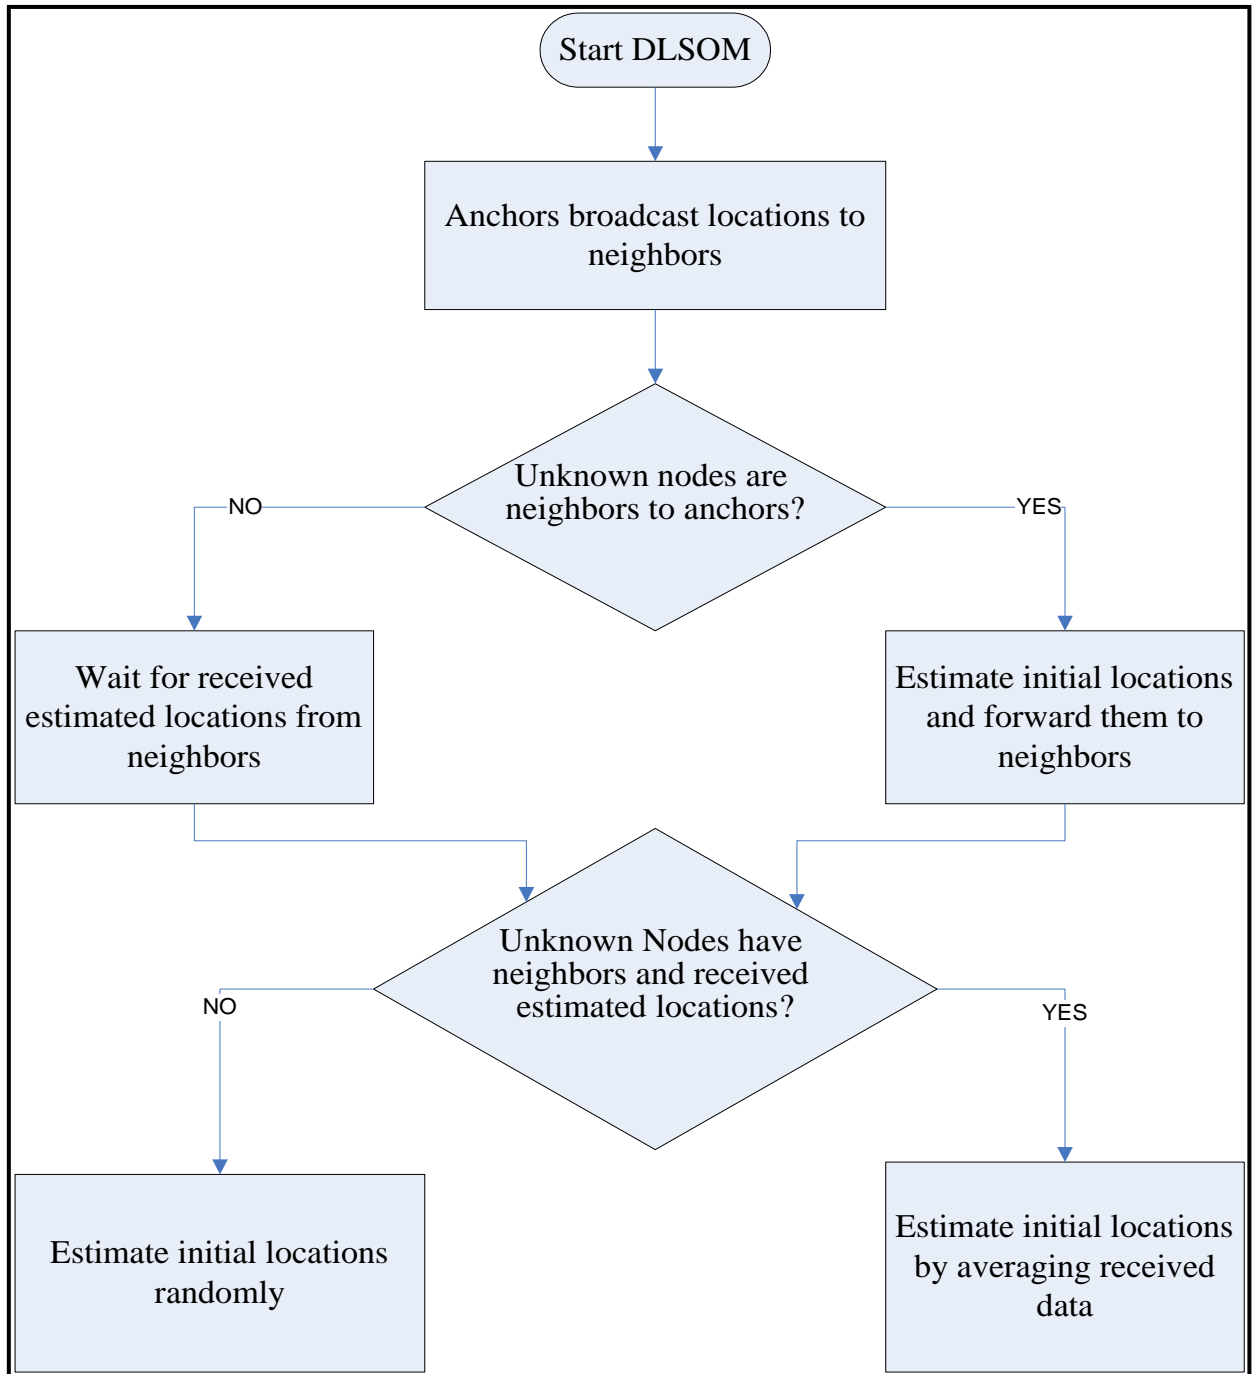 Start DLSOM
Anchors broadcast locations to
neighbors
Unknown nodes are
neighbors to anchors?
NO
YES
Wait for received
estimated locations from
neighbors
Estimate initial locations
and forward them to
neighbors
Unknown Nodes have
neighbors and received
estimated locations?
NO
YES
Estimate initial locations
randomly
Estimate initial locations
by averaging received
data